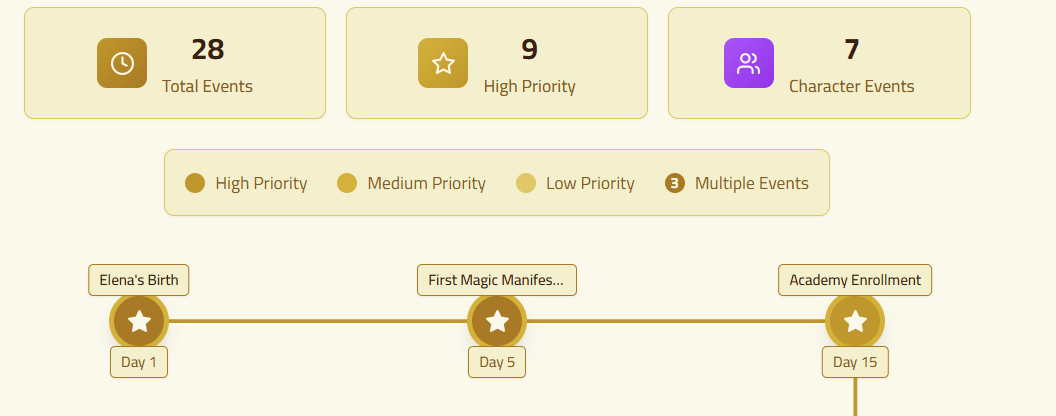 28
Total Events
9
High Priority
7
Character Events
High Priority
Medium Priority
Low Priority
3 Multiple Events
Elena's Birth
First Magic Manifes...
Academy Enrollment
Day 1
Day 5
Day 15